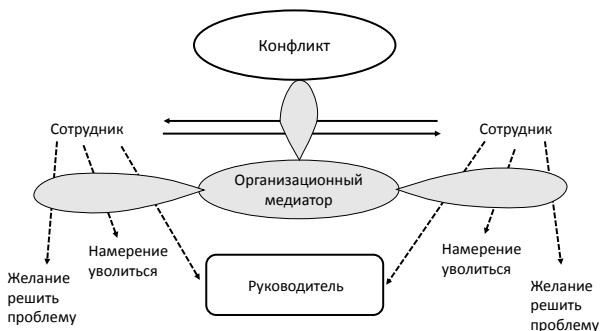 Конфликт
Сотрудник
Сотрудник
Организационный
медиатор
Намерение
уволиться
Намерение
уволиться
Желание
решить
проблему
Руководитель
Желание
решить
проблему